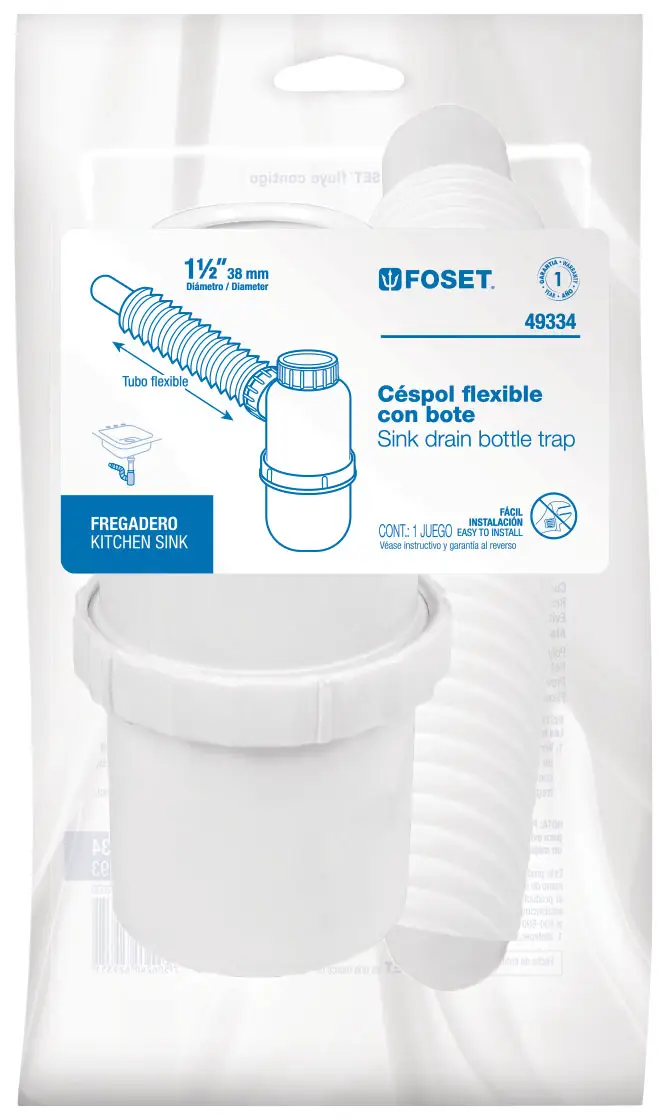 SET fluye contigo
1½” 38 mm
Diámetro / Diameter
FOSET.
GARANTÍA • WARRANTY
1
YEAR • AÑO
49334
Tubo flexible
Céspol flexible
con bote
Sink drain bottle trap
FREGADERO
KITCHEN SINK
CONT.: 1 JUEGO
FÁCIL
INSTALACIÓN
EASY TO INSTALL
Véase instructivo y garantía al reverso